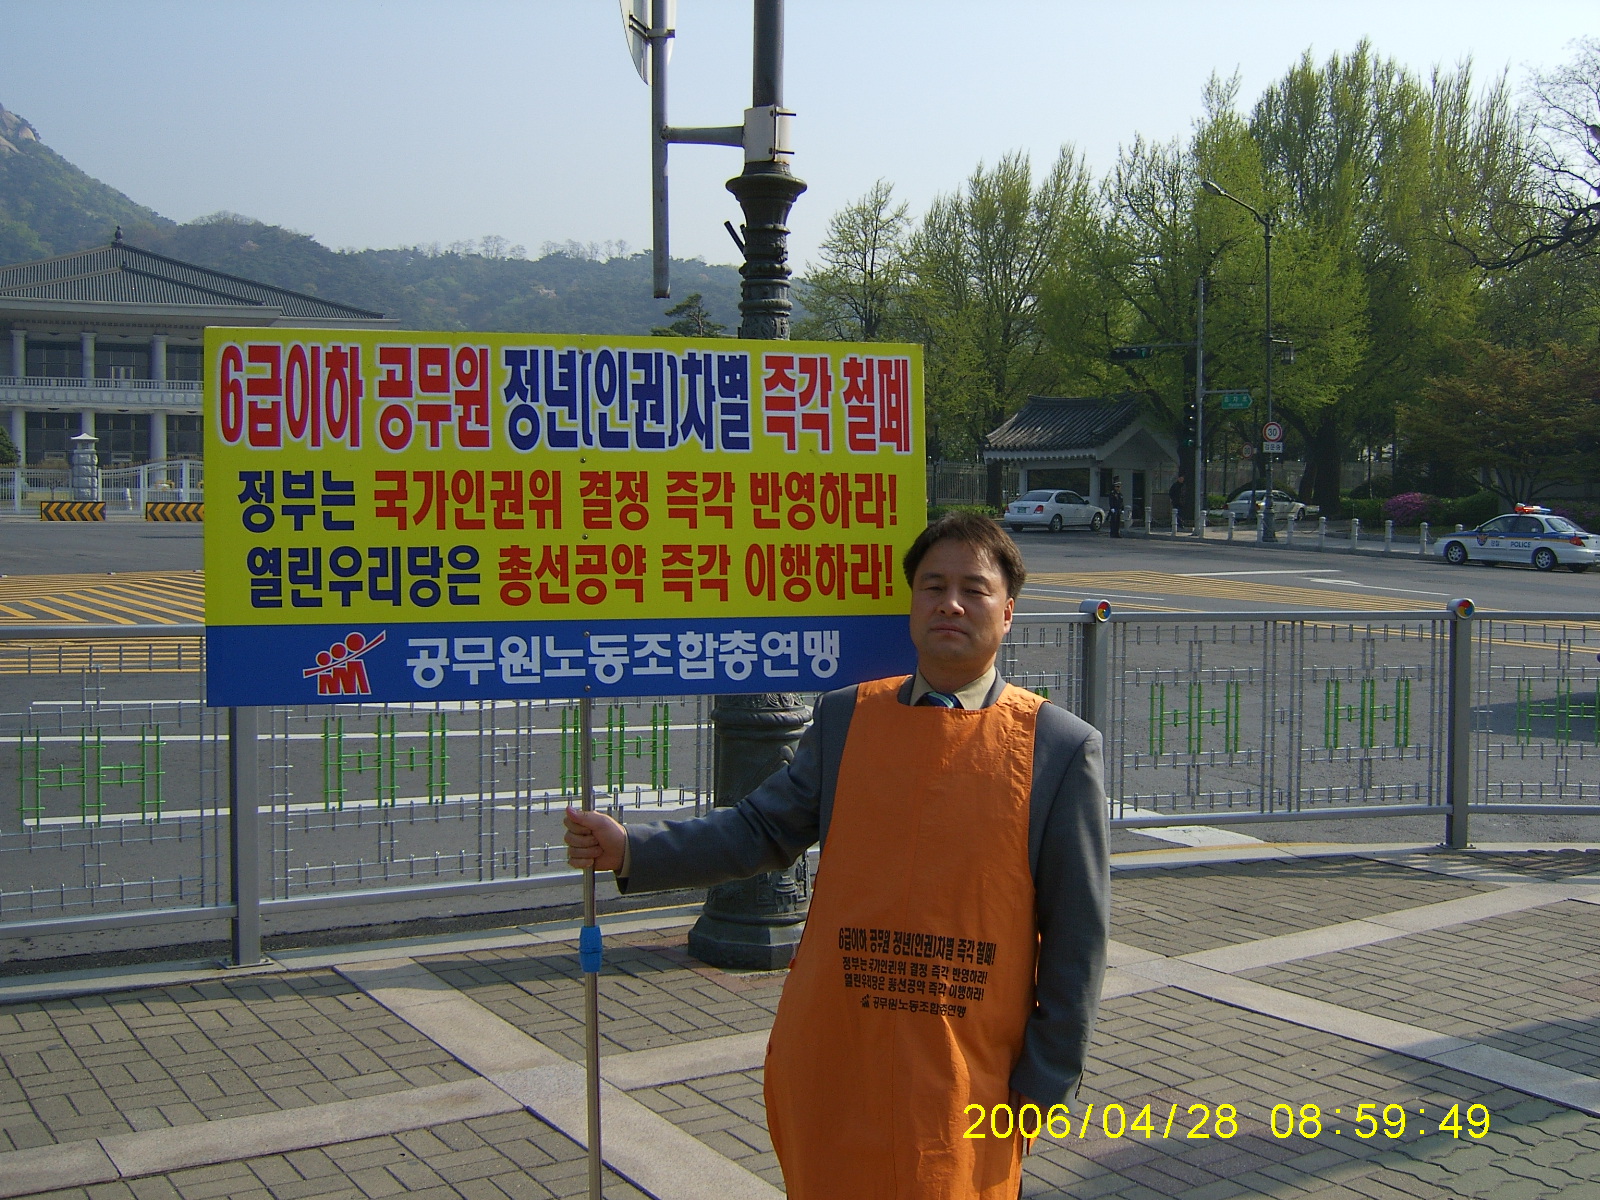 6급이하 공무원 정년(인권)차별 즉각 철폐
정부는 국가인권위 결정 즉각 반영하라!
열린우리당은 총선공약 즉각 이행하라!
공무원노동조합총연맹
6급이하 공무원 정년(인권)차별 즉각 철폐!
정부는 국가인권위 결정 즉각 반영하라!
열린우리당은 총선공약 즉각 이행하라!
공무원노동조합총연맹
30
POLICE
2006/04/28 08:59:49